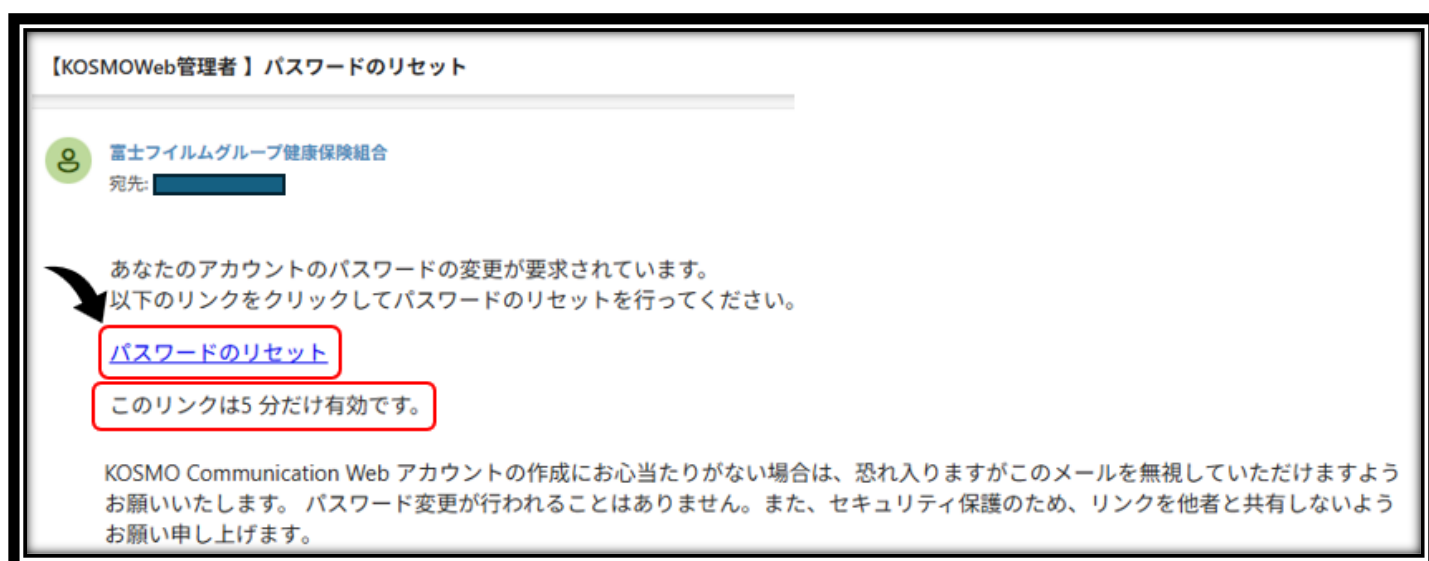 【KOSMOWeb管理者 】パスワードのリセット
富士フイルムグループ健康保険組合
宛先:
あなたのアカウントのパスワードの変更が要求されています。
以下のリンクをクリックしてパスワードのリセットを行ってください。
パスワードのリセット
このリンクは5 分だけ有効です。
KOSMO Communication Web アカウントの作成にお心当たりがない場合は、恐れ入りますがこのメールを無視していただけますよう
お願いいたします。 パスワード変更が行われることはありません。また、セキュリティ保護のため、リンクを他者と共有しないよう
お願い申し上げます。